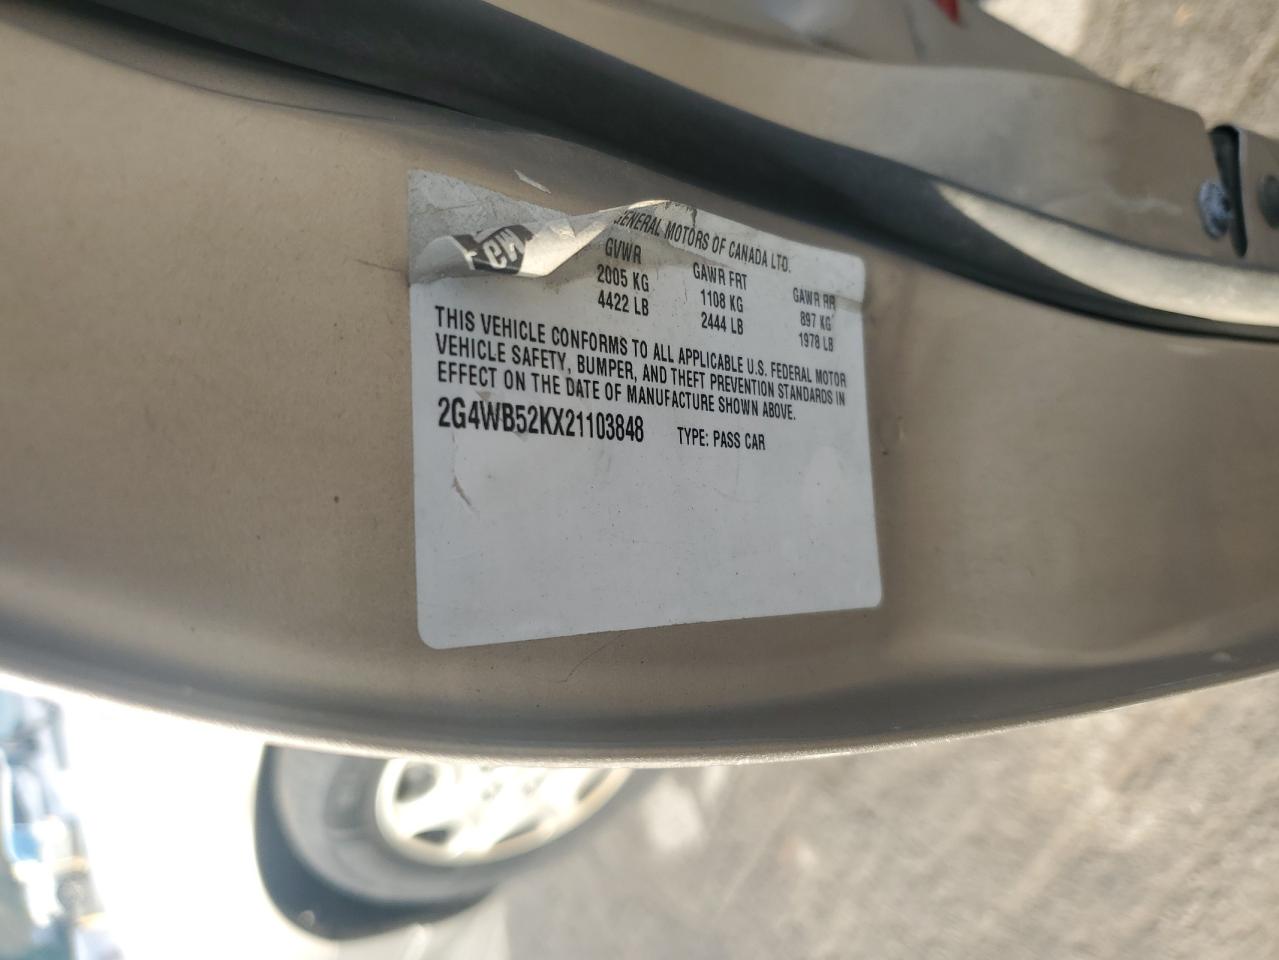 GENERAL MOTORS OF CANADA LTD.
GVWR GAWR FRT GAWR RR
2005 KG 1108 KG 897 KG
4422 LB 2444 LB 1978 LB
THIS VEHICLE CONFORMS TO ALL APPLICABLE U.S. FEDERAL MOTOR
VEHICLE SAFETY, BUMPER, AND THEFT PREVENTION STANDARDS IN
EFFECT ON THE DATE OF MANUFACTURE SHOWN ABOVE.
2G4WB52KX21103848 TYPE: PASS CAR